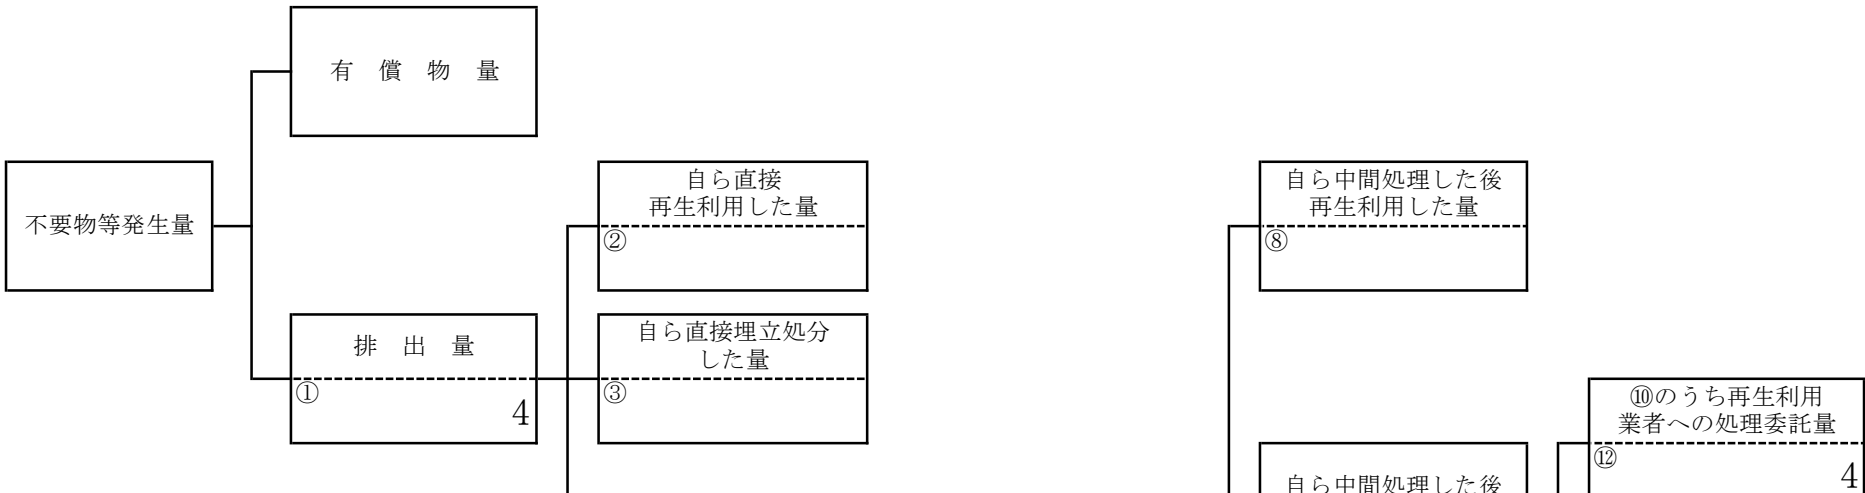 有　償　物　量
不要物等発生量
自ら直接
再生利用した量
②
自ら中間処理した後
再生利用した量
⑧
排　出　量
①
4
自ら直接埋立処分
した量
③
⑩のうち再生利用
業者への処理委託量
⑫
4
自ら中間処理した後